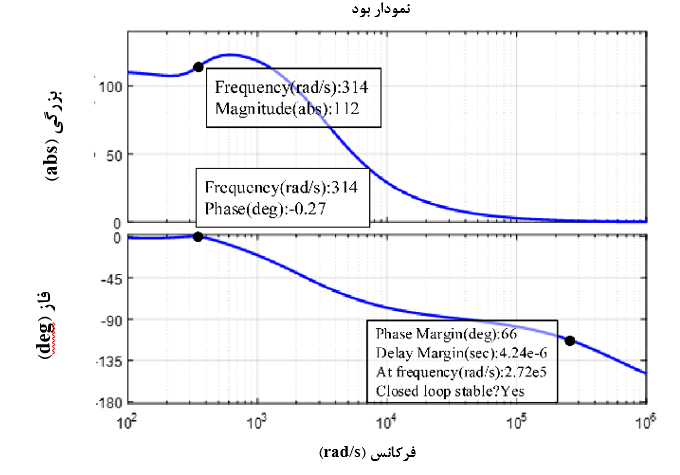 نمودار بود
بزرگی (abs)
100
50
0
Frequency(rad/s):314
Magnitude(abs):112
Frequency(rad/s):314
Phase(deg):-0.27
فاز (deg)
0
-45
-90
-135
-180
Phase Margin(deg):66
Delay Margin(sec):4.24e-6
At frequency(rad/s):2.72e5
Closed loop stable?Yes
10² 10³ 10⁴ 10⁵ 10⁶
فرکانس (rad/s)